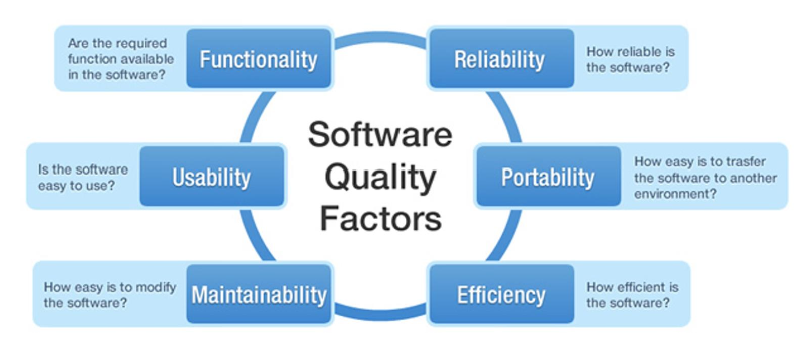 Are the required
function available
in the software?
Functionality
Reliability
How reliable is
the software?
Software
Quality
Factors
Is the software
easy to use?
Usability
Portability
How easy is to trasfer
the software to another
environment?
How easy is to modify
the software?
Maintainability
Efficiency
How efficient is
the software?